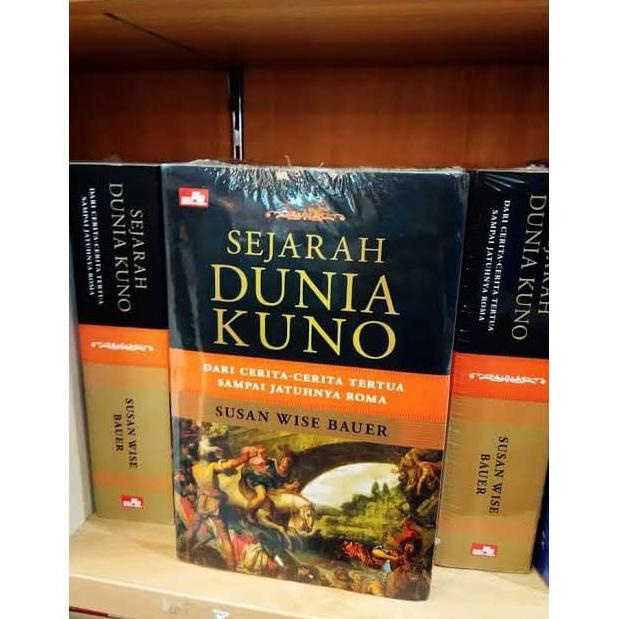 SEJARAH
DUNIA KUNO
DARI CERITA-CERITA TERTUA
SAMPAI JATUHNYA ROMA
SUSAN WISE
BAUER
SEJARAH
DUNIA
KUNO
DARI CERITA-CERITA TERTUA
SAMPAI JATUHNYA ROMA
SUSAN WISE BAUER
ARAH
DUNIA KUNO
DARI CERITA-CERITA TERTUA
SAMPAI JATUHNYA ROMA
SUSAN WISE
BAUER